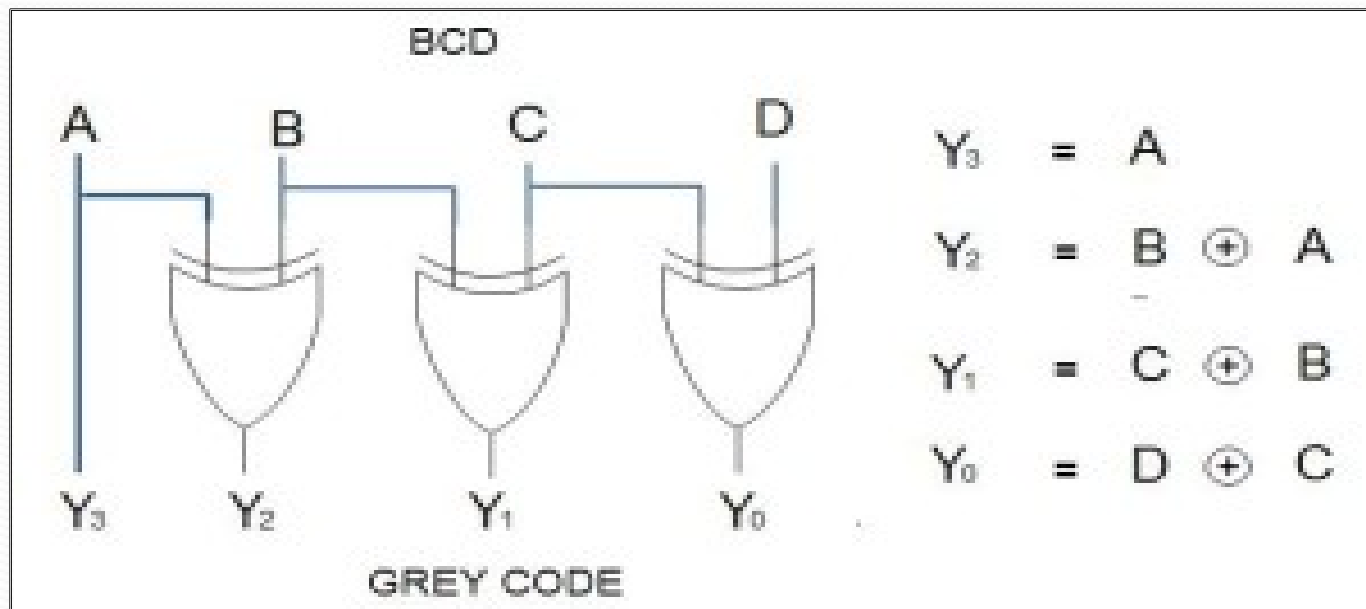 BCD
A B C D
Y₃ = A
Y₂ = B ⊕ A
Y₁ = C ⊕ B
Y₀ = D ⊕ C
Y₃ Y₂ Y₁ Y₀
GREY CODE